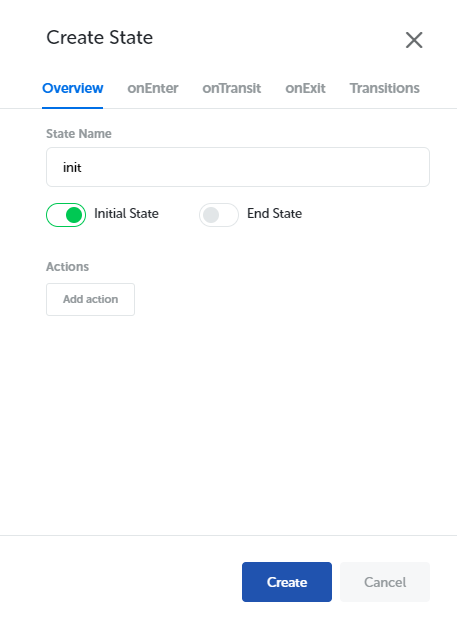 Create State
Overview onEnter onTransit onExit Transitions
State Name
init
Initial State End State
Actions
Add action
Create Cancel